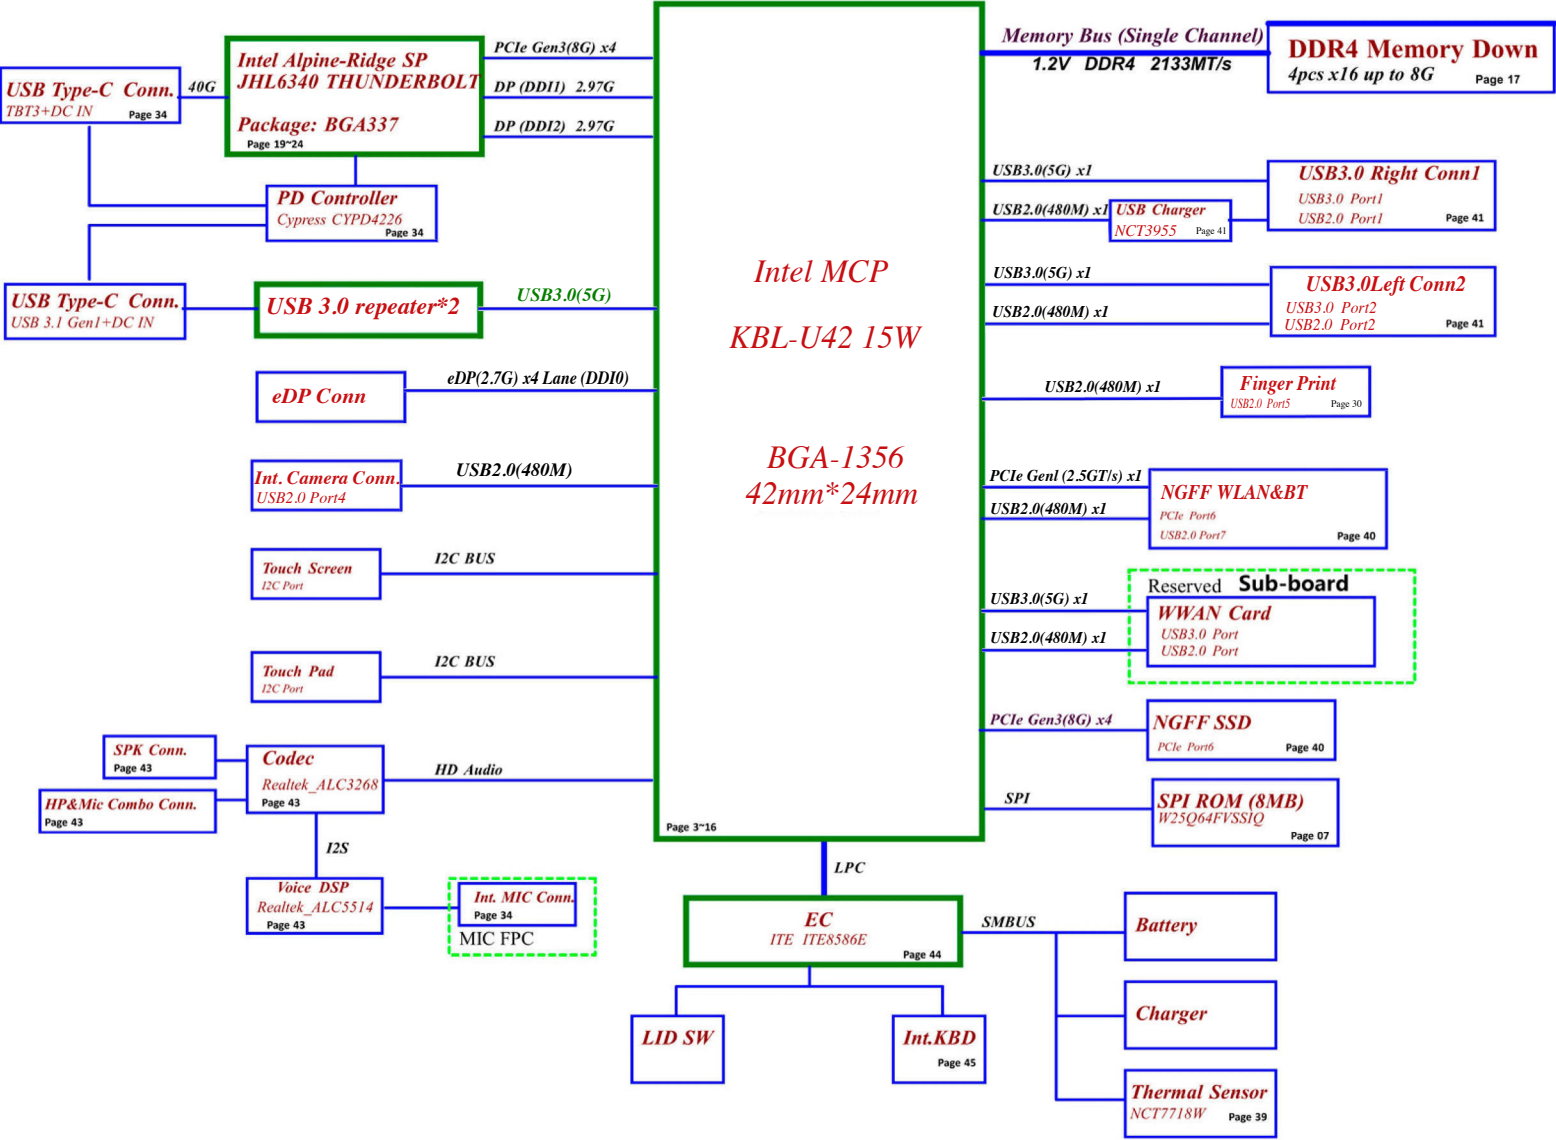 Intel Alpine-Ridge SP
JHL6340 THUNDERBOLT
Package: BGA337
Page 19~24
USB Type-C Conn.
TBT3+DC IN
Page 34
40G
PCIe Gen3(8G) x4
DP (DDI1) 2.97G
DP (DDI2) 2.97G
PD Controller
Cypress CYPD4226
Page 34
USB Type-C Conn.
USB 3.1 Gen1+DC IN
USB 3.0 repeater*2
USB3.0(5G)
eDP Conn
eDP(2.7G) x4 Lane (DDI0)
Int. Camera Conn.
USB2.0 Port4
USB2.0(480M)
Touch Screen
I2C Port
I2C BUS
Touch Pad
I2C Port
I2C BUS
SPK Conn.
Page 43
HP&Mic Combo Conn.
Page 43
Codec
Realtek_ALC3268
Page 43
HD Audio
I2S
Voice DSP
Realtek_ALC5514
Page 43
Int. MIC Conn.
Page 34
MIC FPC
Intel MCP
KBL-U42 15W
BGA-1356
42mm*24mm
Page 3~16
LPC
EC
ITE ITE8586E
Page 44
LID SW
Int.KBD
Page 45
SMBUS
Battery
Charger
Thermal Sensor
NCT7718W
Page 39
Memory Bus (Single Channel)
1.2V DDR4 2133MT/s
DDR4 Memory Down
4pcs x16 up to 8G
Page 17
USB3.0(5G) x1
USB2.0(480M) x1
USB Charger
NCT3955
Page 41
USB3.0 Right Conn1
USB3.0 Port1
USB2.0 Port1
Page 41
USB3.0(5G) x1
USB2.0(480M) x1
USB3.0Left Conn2
USB3.0 Port2
USB2.0 Port2
Page 41
USB2.0(480M) x1
Finger Print
USB2.0 Port5
Page 30
PCIe Genl (2.5GT/s) x1
USB2.0(480M) x1
NGFF WLAN&BT
PCIe Port6
USB2.0 Port7
Page 40
Reserved Sub-board
USB3.0(5G) x1
USB2.0(480M) x1
WWAN Card
USB3.0 Port
USB2.0 Port
PCIe Gen3(8G) x4
NGFF SSD
PCIe Port6
Page 40
SPI
SPI ROM (8MB)
W25Q64FVSSIQ
Page 07